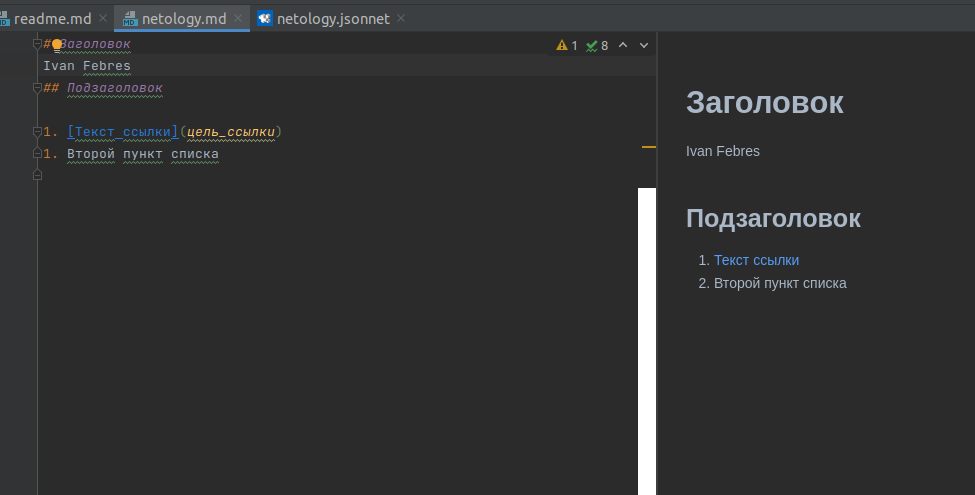 readme.md netology.md netology.jsonnet
# Заголовок 1 8
Ivan Febres
## Подзаголовок
1. [Текст ссылки](цель_ссылки)
1. Второй пункт списка
Заголовок
Ivan Febres
Подзаголовок
1. Текст ссылки
2. Второй пункт списка